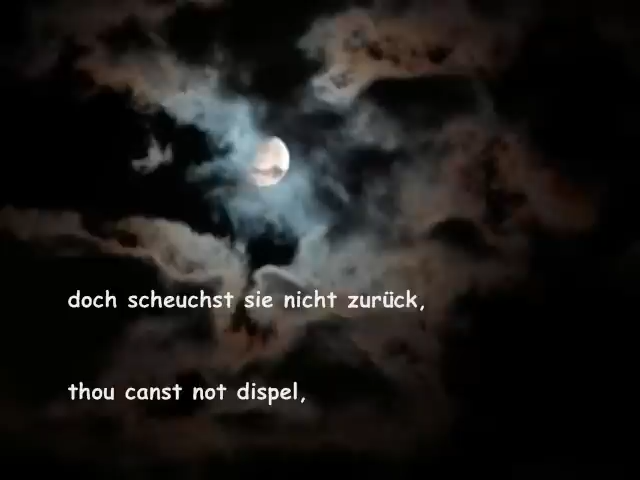 doch scheuchst sie nicht zurück,
thou canst not dispel,